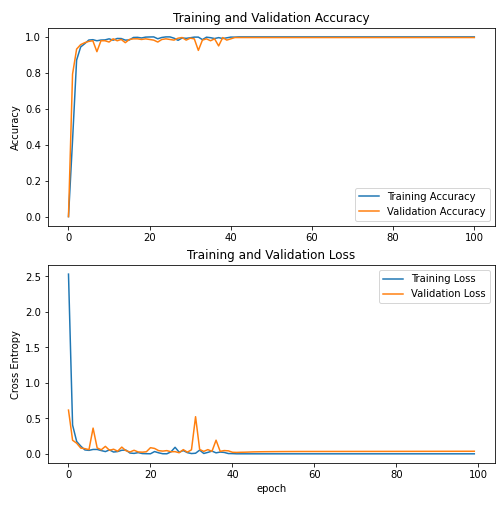 Training and Validation Accuracy
1.0
0.8
0.6
0.4
0.2
0.0
Accuracy
Training Accuracy
Validation Accuracy
0 20 40 60 80 100
Training and Validation Loss
2.5
2.0
1.5
1.0
0.5
0.0
Cross Entropy
Training Loss
Validation Loss
0 20 40 60 80 100
epoch